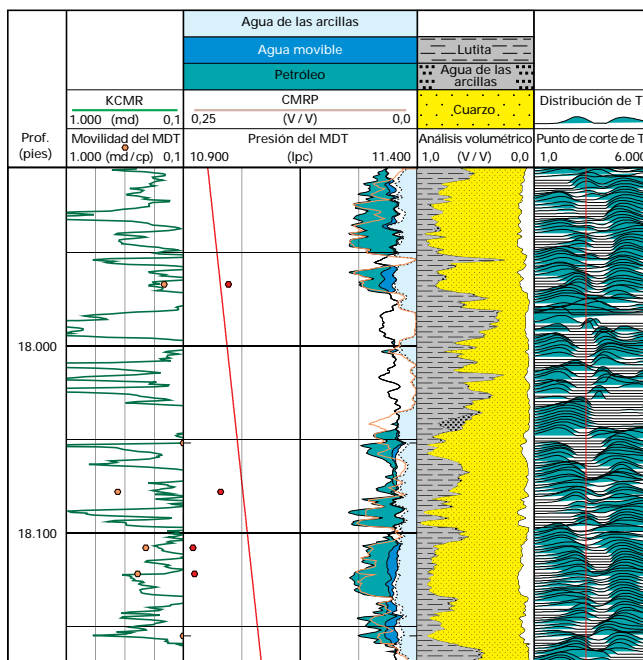 Agua de las arcillas
Agua movible
Lutita
Petróleo
Agua de las
arcillas
KCMR
1.000 (md) 0,1
CMRP
0,25 (V / V) 0,0
Cuarzo
Distribución de T
Prof.
(pies)
Movilidad del MDT
1.000 (md/cp) 0,1
Presión del MDT
10.900 (lpc) 11.400
Análisis volumétrico
1,0 (V / V) 0,0
Punto de corte de T
1,0 6.000
18.000
18.100